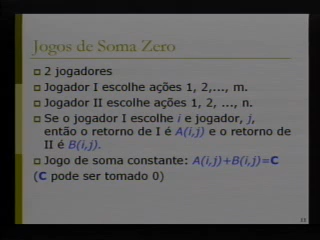 Jogos de Soma Zero
2 jogadores
Jogador I escolhe ações 1, 2,..., m.
Jogador II escolhe ações 1, 2, ..., n.
Se o jogador I escolhe i e jogador, j,
então o retorno de I é A(i,j) e o retorno de
II é B(i,j).
Jogo de soma constante: A(i,j)+B(i,j)=C
(C pode ser tomado 0)